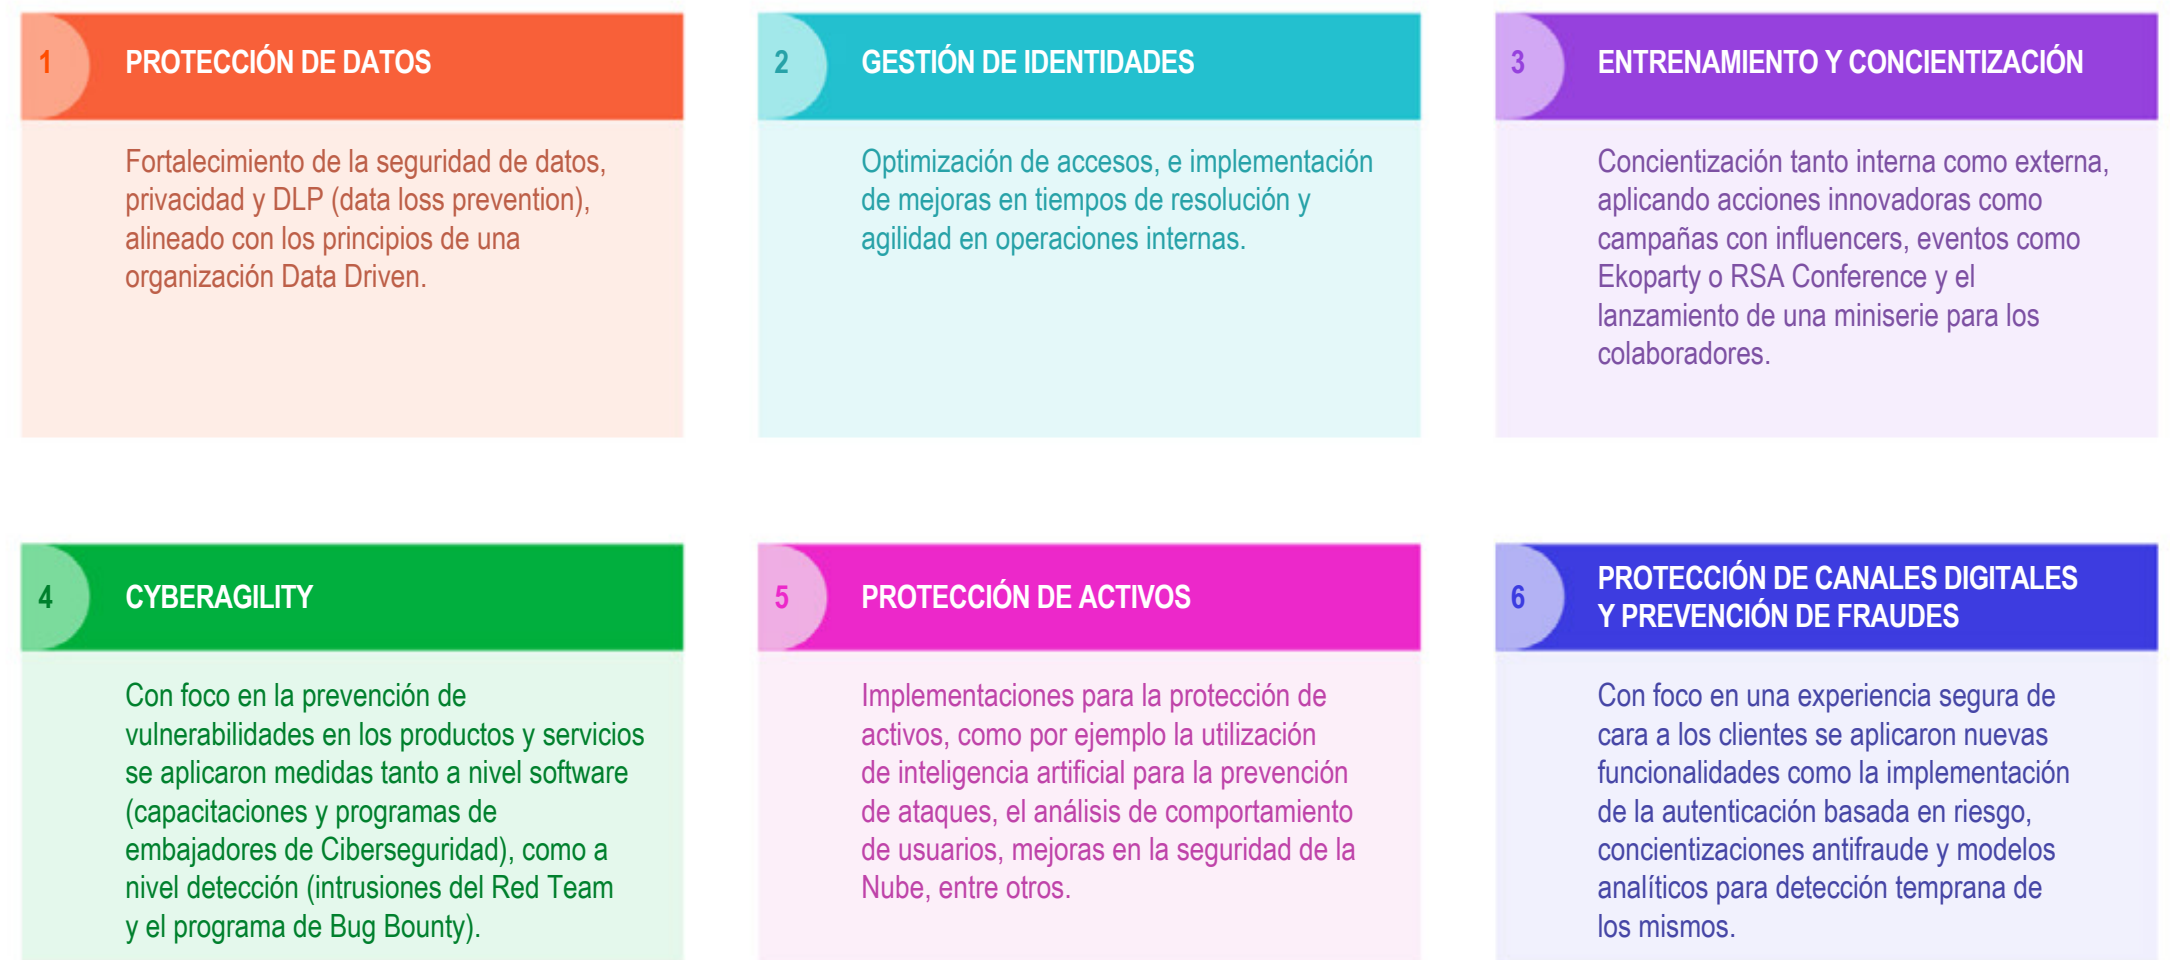 1
PROTECCIÓN DE DATOS
Fortalecimiento de la seguridad de datos,
privacidad y DLP (data loss prevention),
alineado con los principios de una
organización Data Driven.
2
GESTIÓN DE IDENTIDADES
Optimización de accesos, e implementación
de mejoras en tiempos de resolución y
agilidad en operaciones internas.
3
ENTRENAMIENTO Y CONCIENTIZACIÓN
Concientización tanto interna como externa,
aplicando acciones innovadoras como
campañas con influencers, eventos como
Ekoparty o RSA Conference y el
lanzamiento de una miniserie para los
colaboradores.
4
CYBERAGILITY
Con foco en la prevención de
vulnerabilidades en los productos y servicios
se aplicaron medidas tanto a nivel software
(capacitaciones y programas de
embajadores de Ciberseguridad), como a
nivel detección (intrusiones del Red Team
y el programa de Bug Bounty).
5
PROTECCIÓN DE ACTIVOS
Implementaciones para la protección de
activos, como por ejemplo la utilización
de inteligencia artificial para la prevención
de ataques, el análisis de comportamiento
de usuarios, mejoras en la seguridad de la
Nube, entre otros.
6
PROTECCIÓN DE CANALES DIGITALES
Y PREVENCIÓN DE FRAUDES
Con foco en una experiencia segura de
cara a los clientes se aplicaron nuevas
funcionalidades como la implementación
de la autenticación basada en riesgo,
concientizaciones antifraude y modelos
analíticos para detección temprana de
los mismos.